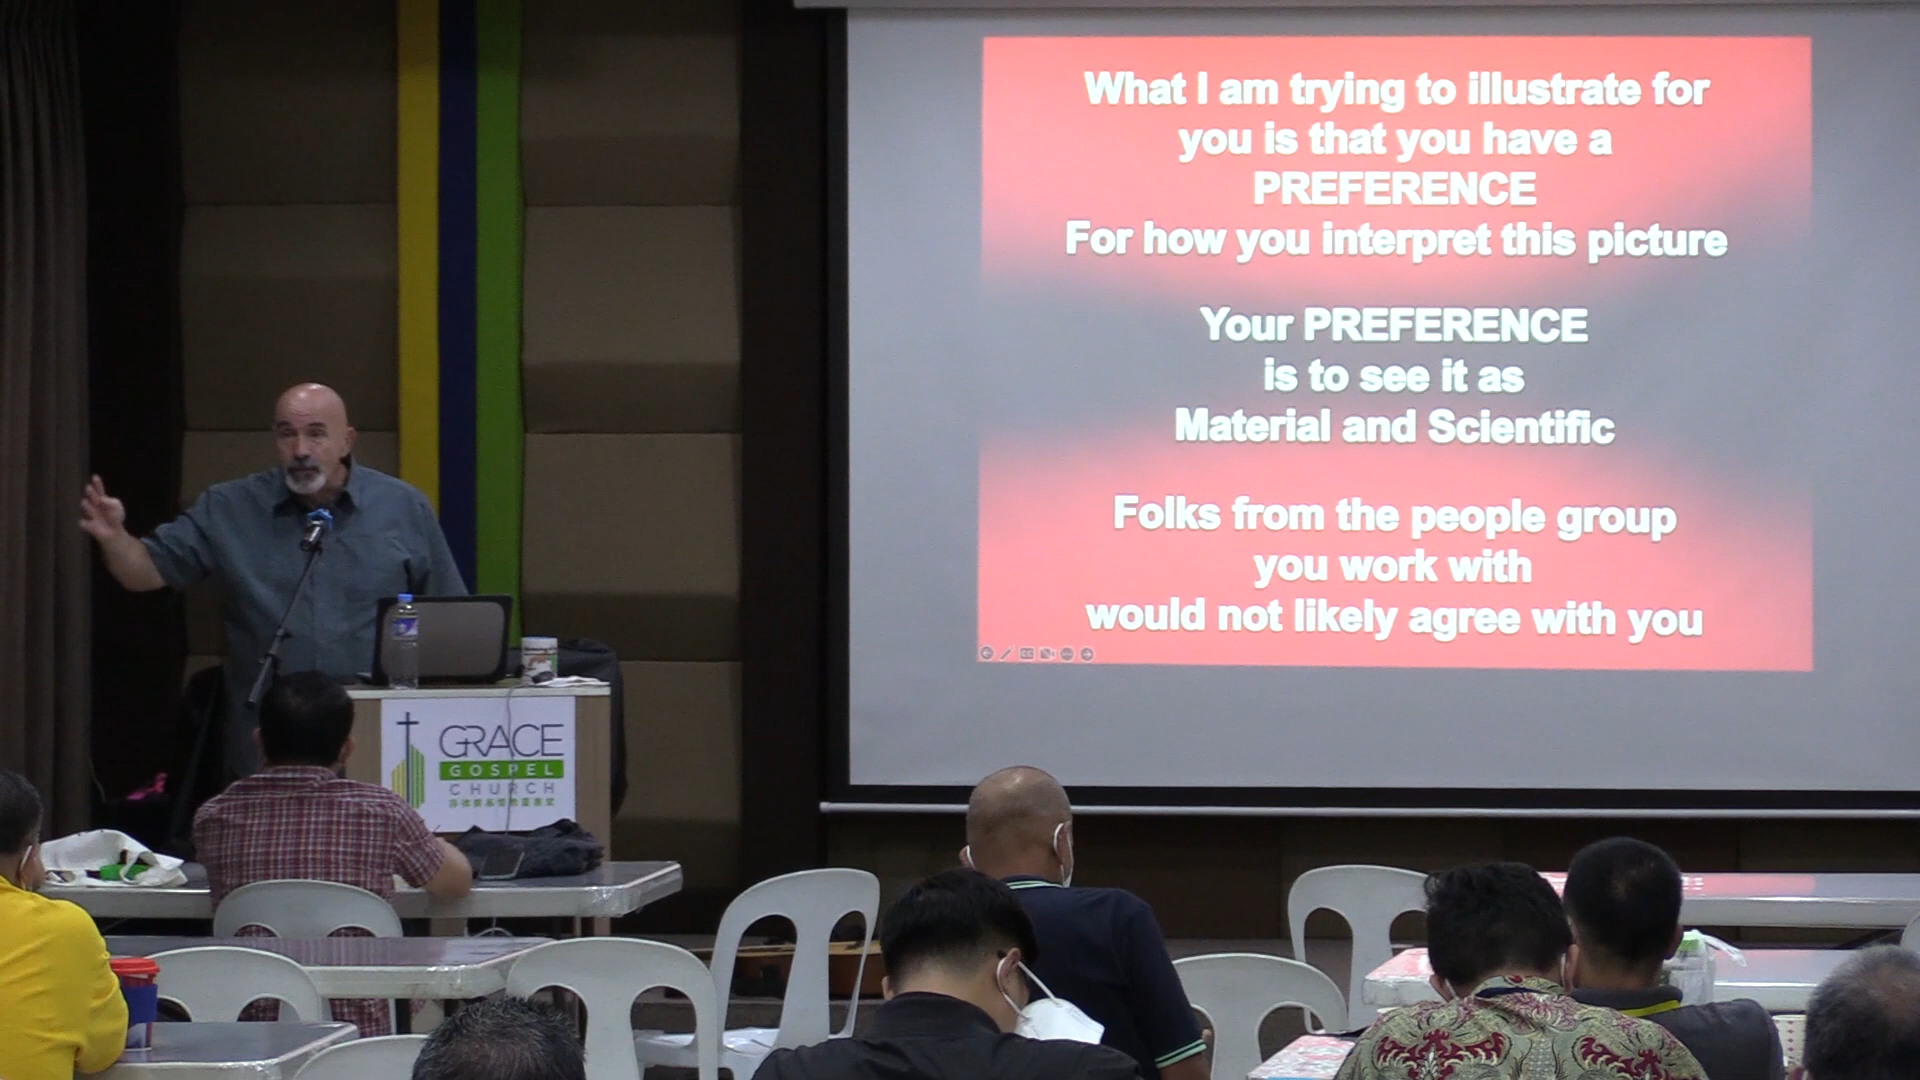 What I am trying to illustrate for
you is that you have a
PREFERENCE
For how you interpret this picture
Your PREFERENCE
is to see it as
Material and Scientific
Folks from the people group
you work with
would not likely agree with you
GRACE
GOSPEL
CHURCH